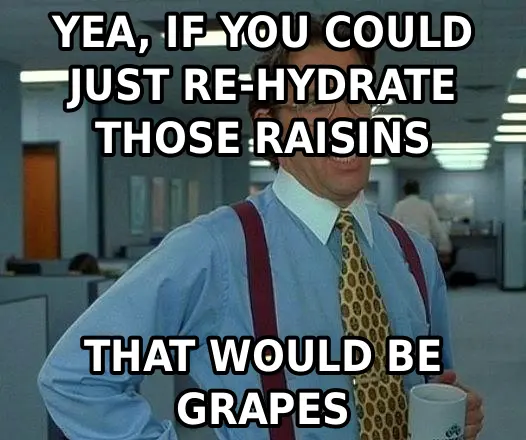 YEA, IF YOU COULD
JUST RE-HYDRATE
THOSE RAISINS
THAT WOULD BE
GRAPES